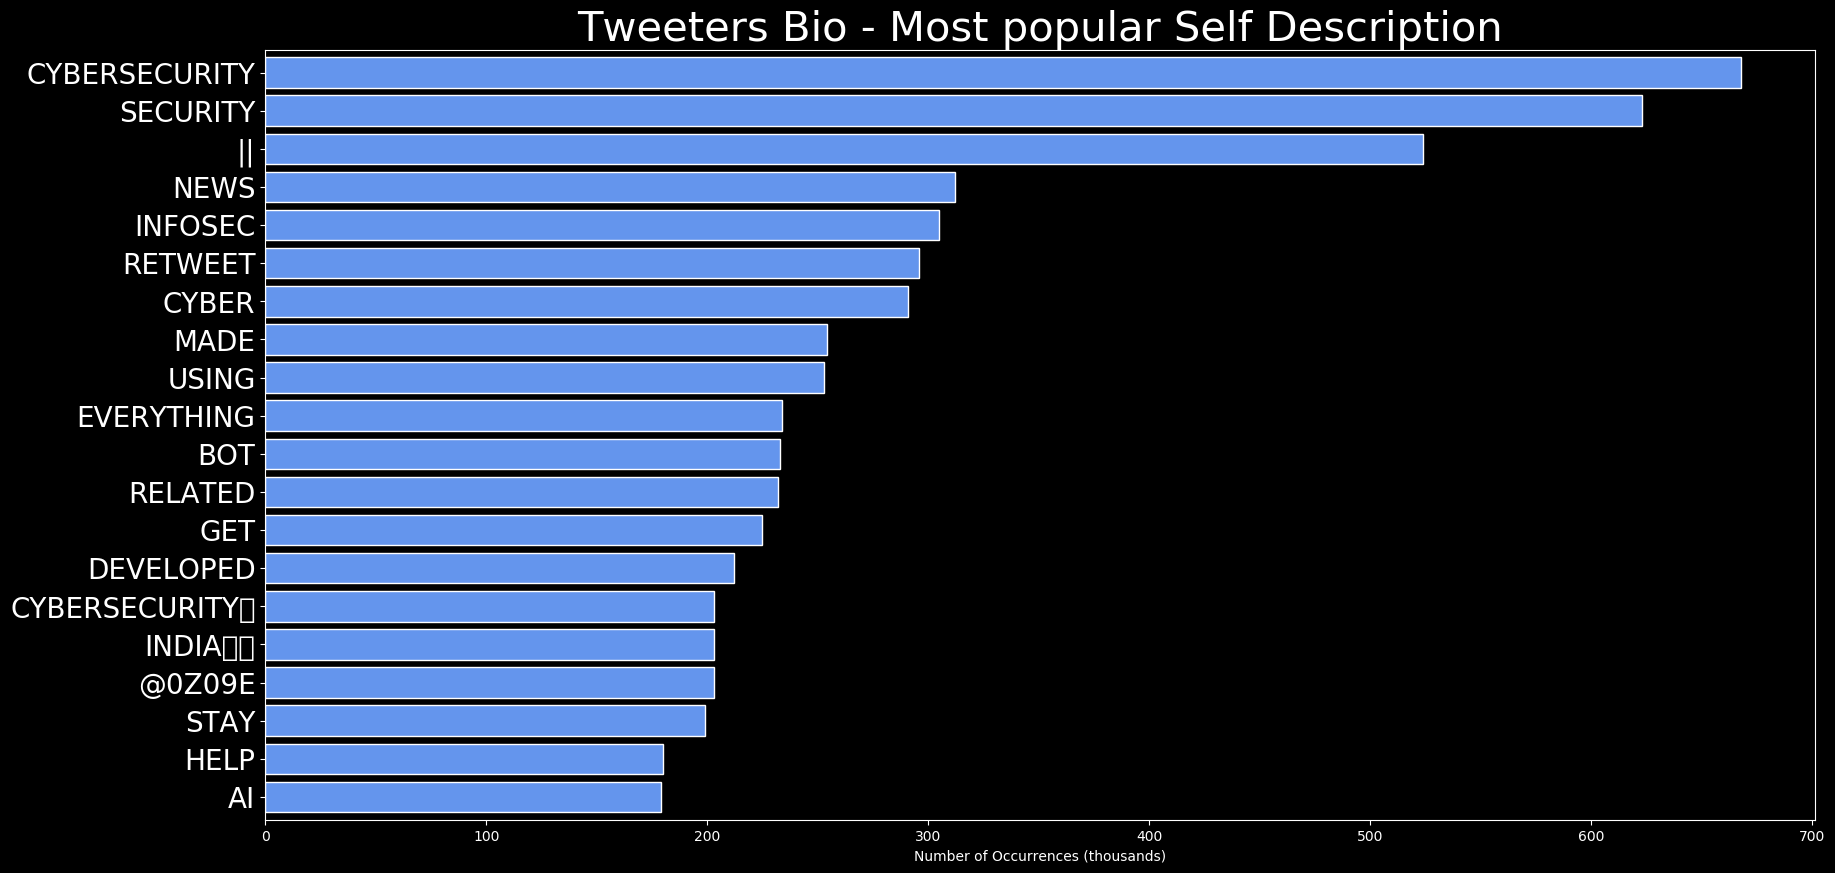 Tweeters Bio - Most popular Self Description
CYBERSECURITY
SECURITY
||
NEWS
INFOSEC
RETWEET
CYBER
MADE
USING
EVERYTHING
BOT
RELATED
GET
DEVELOPED
CYBERSECURITY▯
INDIA▯▯
@0Z09E
STAY
HELP
AI
0 100 200 300 400 500 600 700
Number of Occurrences (thousands)